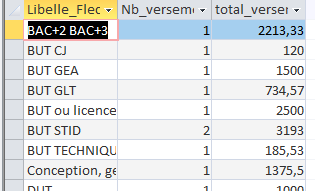 Libelle_Flec Nb_verseme total_verser
BAC+2 BAC+3 1 2213,33
BUT CJ 1 120
BUT GEA 1 1500
BUT GLT 1 734,57
BUT ou licence 1 2500
BUT STID 2 3193
BUT TECHNIQU 1 185,53
Conception, ge 1 1375,5
DUT 1 1000